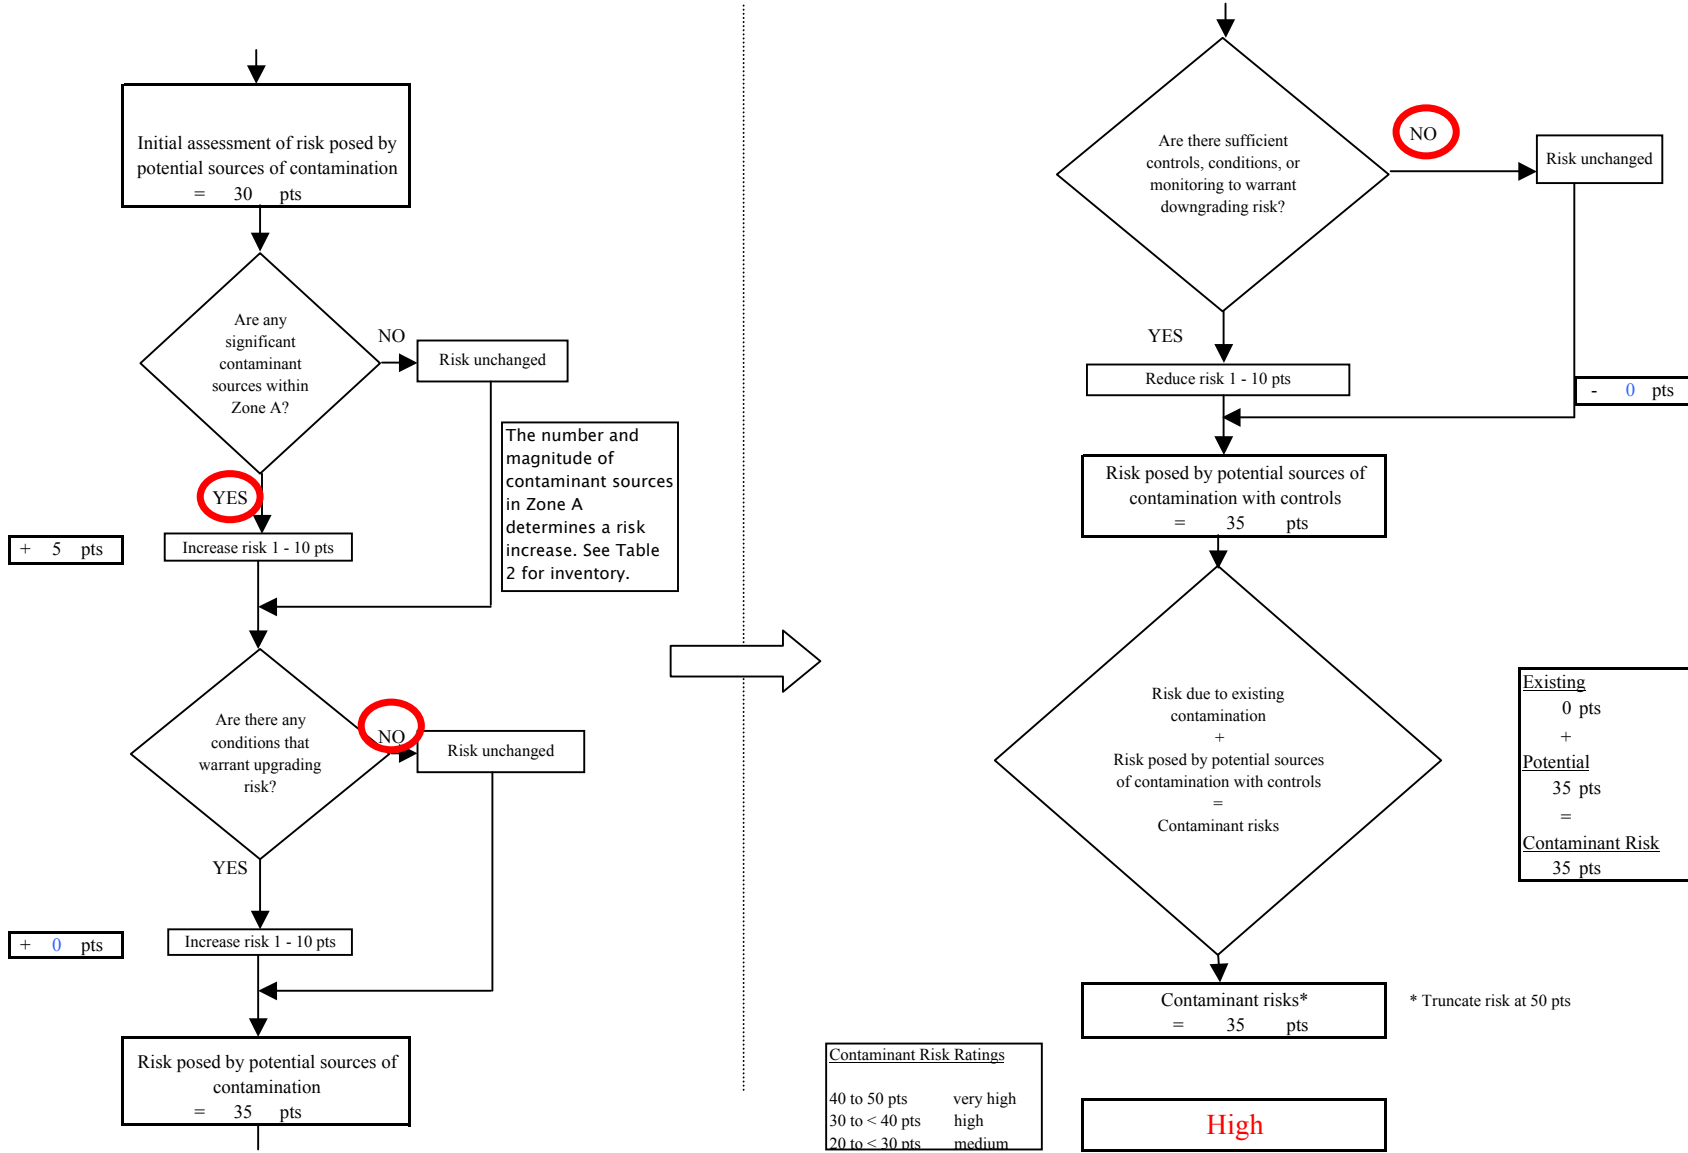 Initial assessment of risk posed by
potential sources of contamination
= 30 pts
Are any
significant
contaminant
sources within
Zone A?
NO
Risk unchanged
YES
The number and
magnitude of
contaminant sources
in Zone A
determines a risk
increase. See Table
2 for inventory.
+ 5 pts
Increase risk 1 - 10 pts
Are there any
conditions that
warrant upgrading
risk?
NO
Risk unchanged
YES
+ 0 pts
Increase risk 1 - 10 pts
Risk posed by potential sources of
contamination
= 35 pts
Are there sufficient
controls, conditions, or
monitoring to warrant
downgrading risk?
NO
Risk unchanged
YES
Reduce risk 1 - 10 pts
- 0 pts
Risk posed by potential sources of
contamination with controls
= 35 pts
Risk due to existing
contamination
+
Risk posed by potential sources
of contamination with controls
=
Contaminant risks
Existing
0 pts
+
Potential
35 pts
=
Contaminant Risk
35 pts
Contaminant risks*
= 35 pts
* Truncate risk at 50 pts
Contaminant Risk Ratings
40 to 50 pts very high
30 to < 40 pts high
20 to < 30 pts medium
High